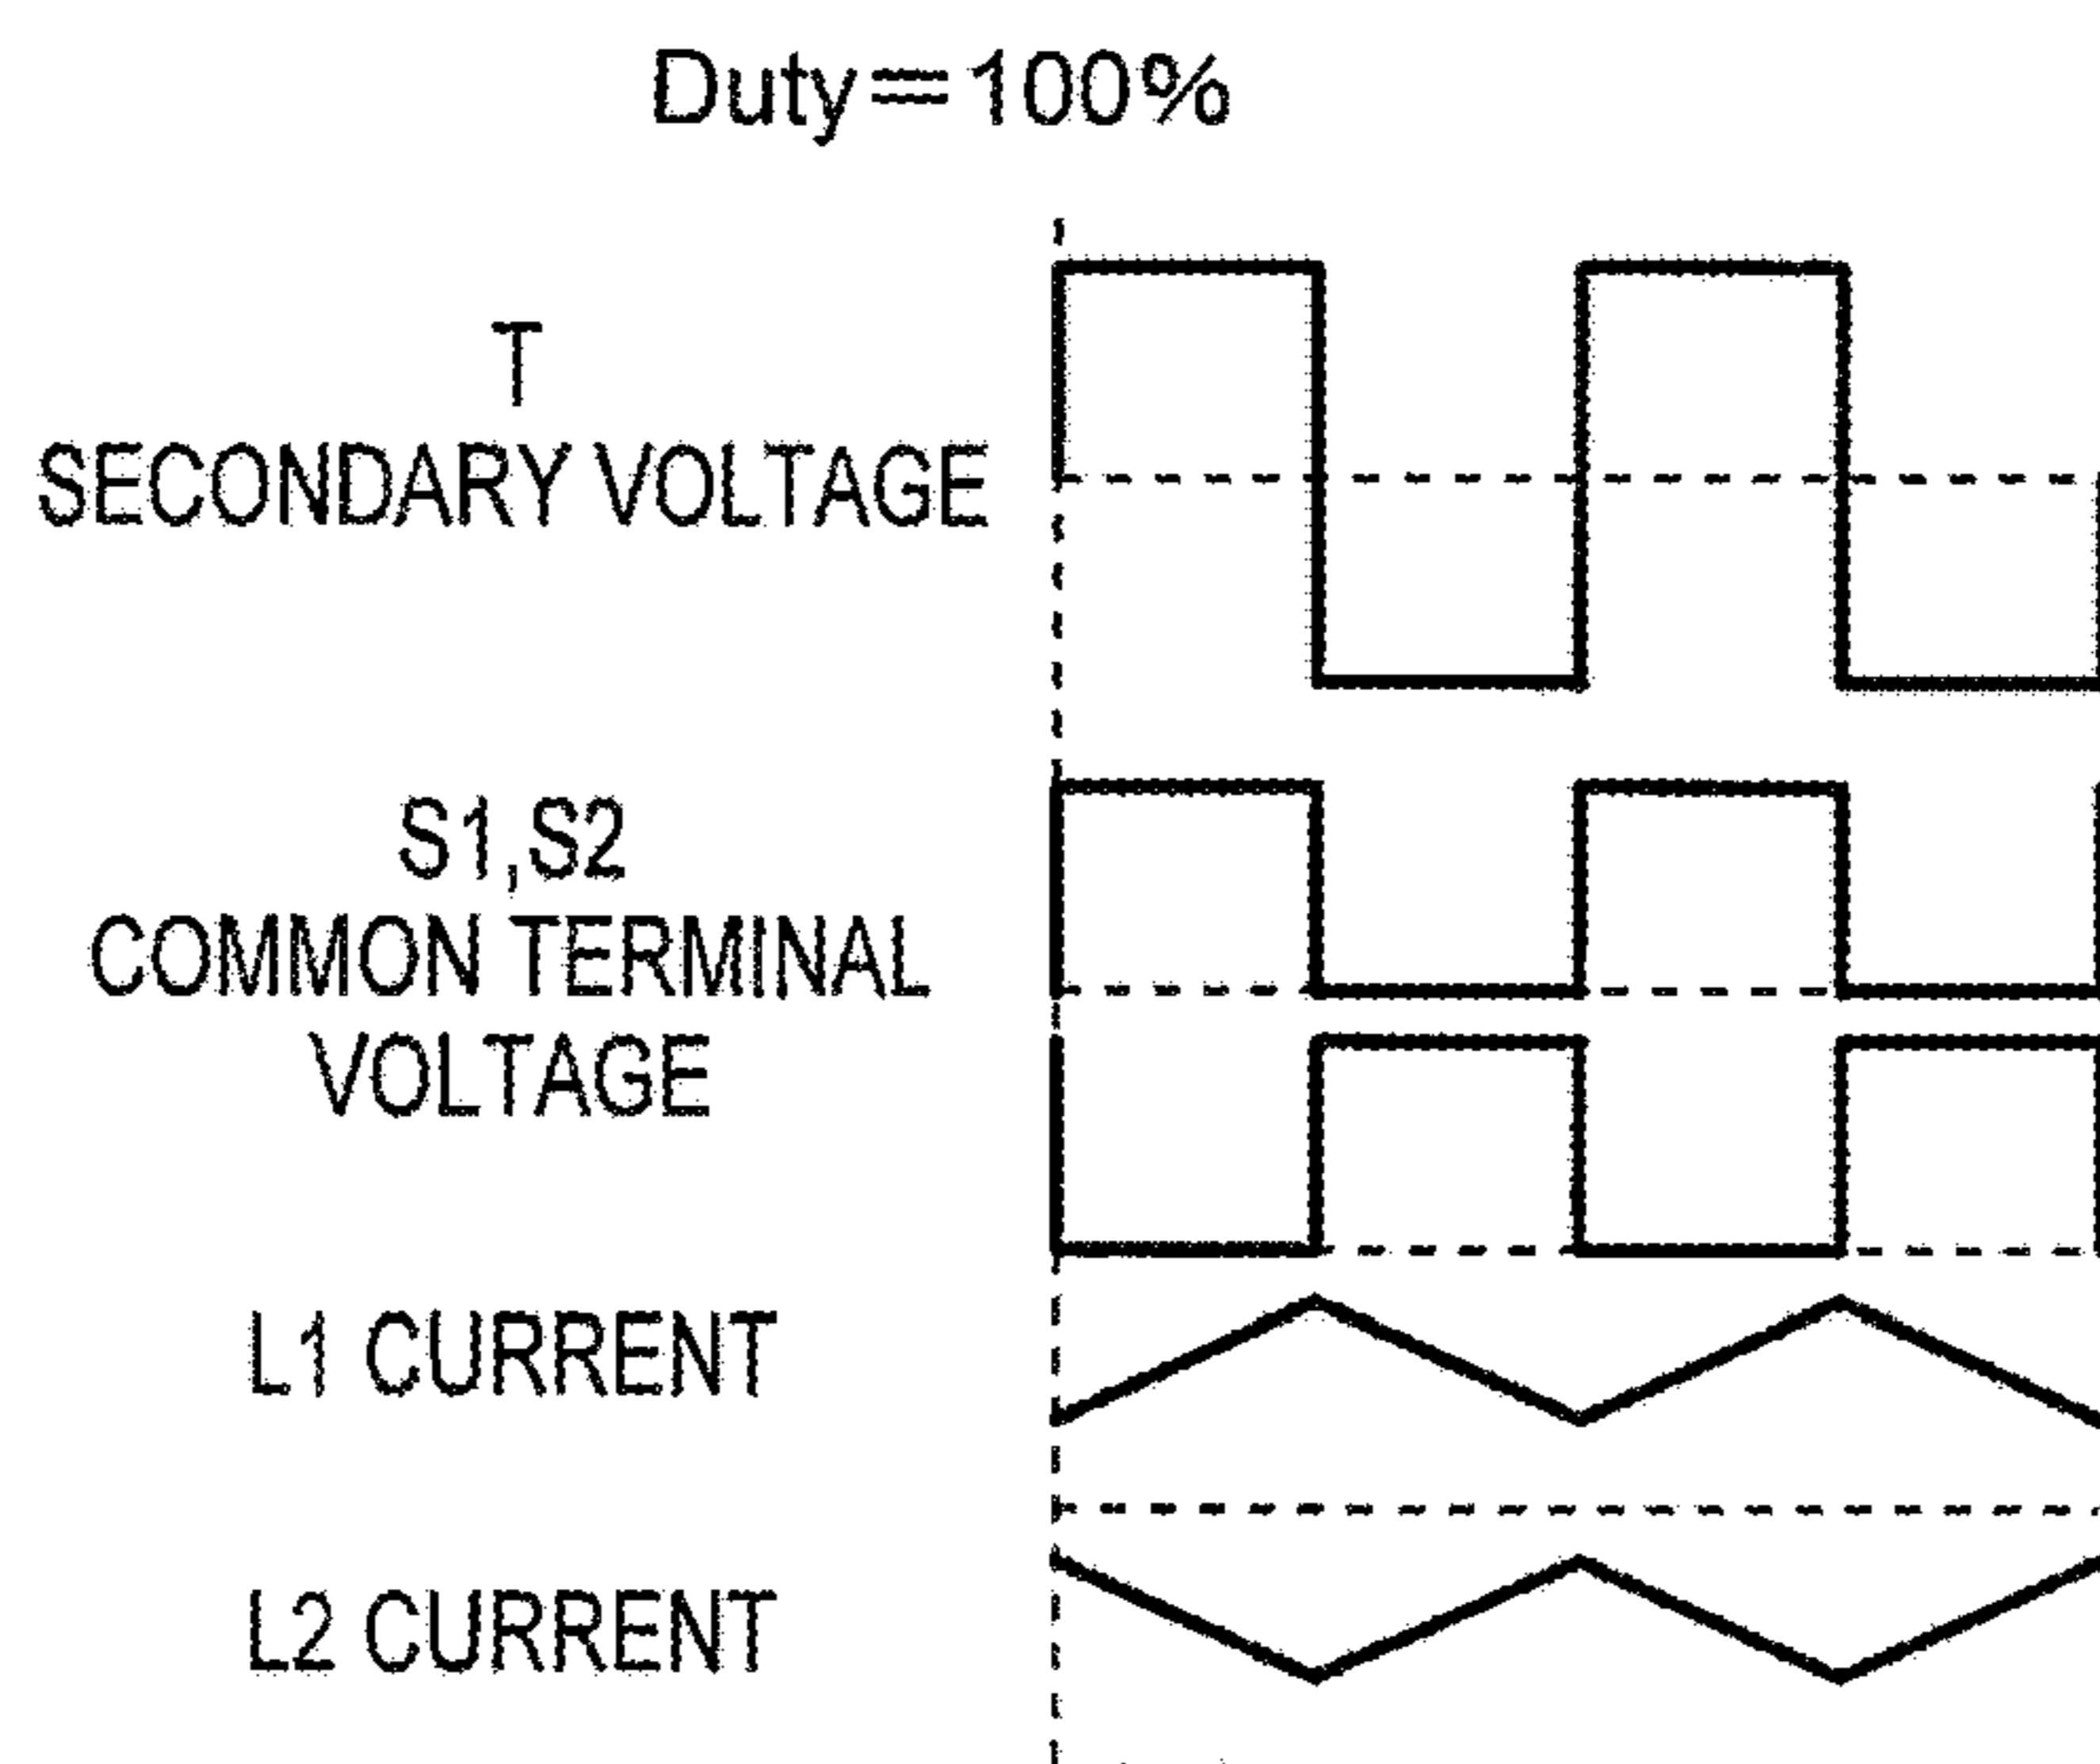 Duty=100%
T
SECONDARY VOLTAGE
S1,S2
COMMON TERMINAL
VOLTAGE
L1 CURRENT
L2 CURRENT